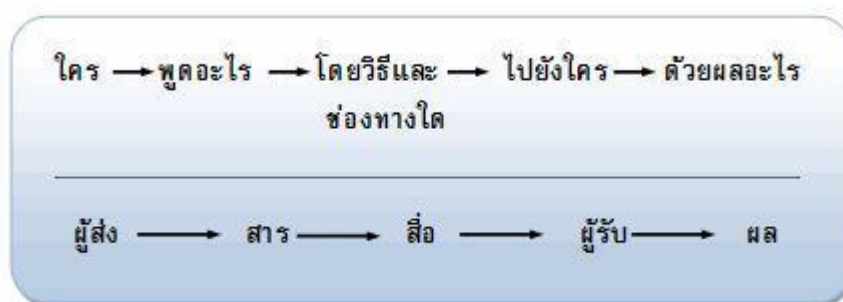 ใคร → พูดอะไร → โดยวิธีและ → ไปยังใคร → ด้วยผลอะไร
ช่องทางใด
ผู้ส่ง → สาร → สื่อ → ผู้รับ → ผล